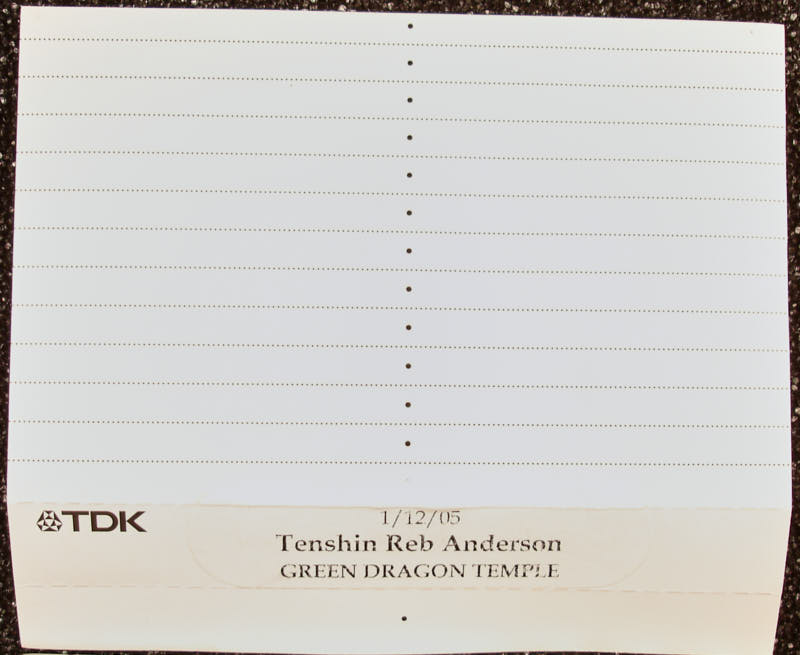 TDK
1/12/05
Tenshin Reb Anderson
GREEN DRAGON TEMPLE